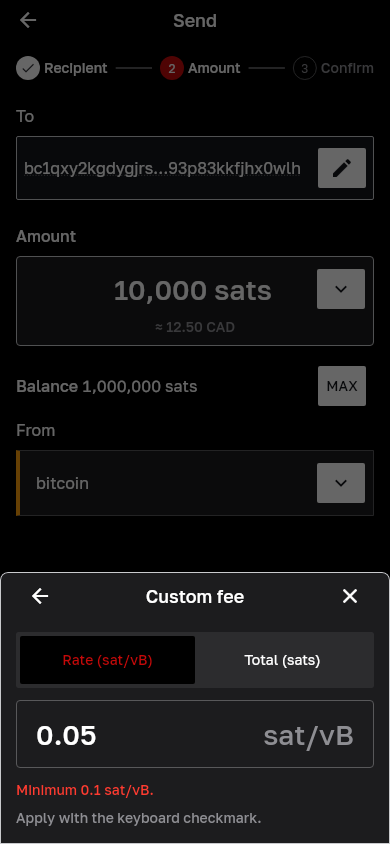 Send
Recipient 2 Amount 3 Confirm
To
bc1qxy2kgdygjrs...93p83kkfjhx0wlh
Amount
10,000 sats
≈ 12.50 CAD
Balance 1,000,000 sats MAX
From
bitcoin
Custom fee
Rate (sat/vB) Total (sats)
0.05 sat/vB
Minimum 0.1 sat/vB.
Apply with the keyboard checkmark.